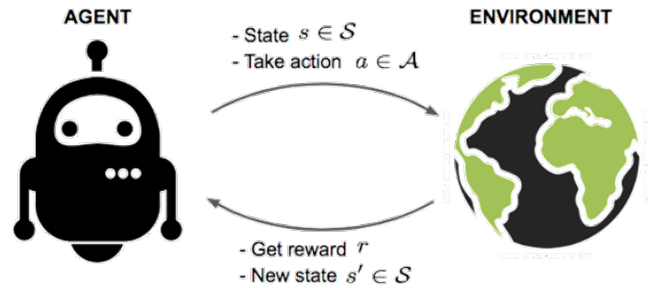 AGENT
ENVIRONMENT
- State s ∈ 𝒮
- Take action a ∈ 𝒜
- Get reward r
- New state s′ ∈ 𝒮